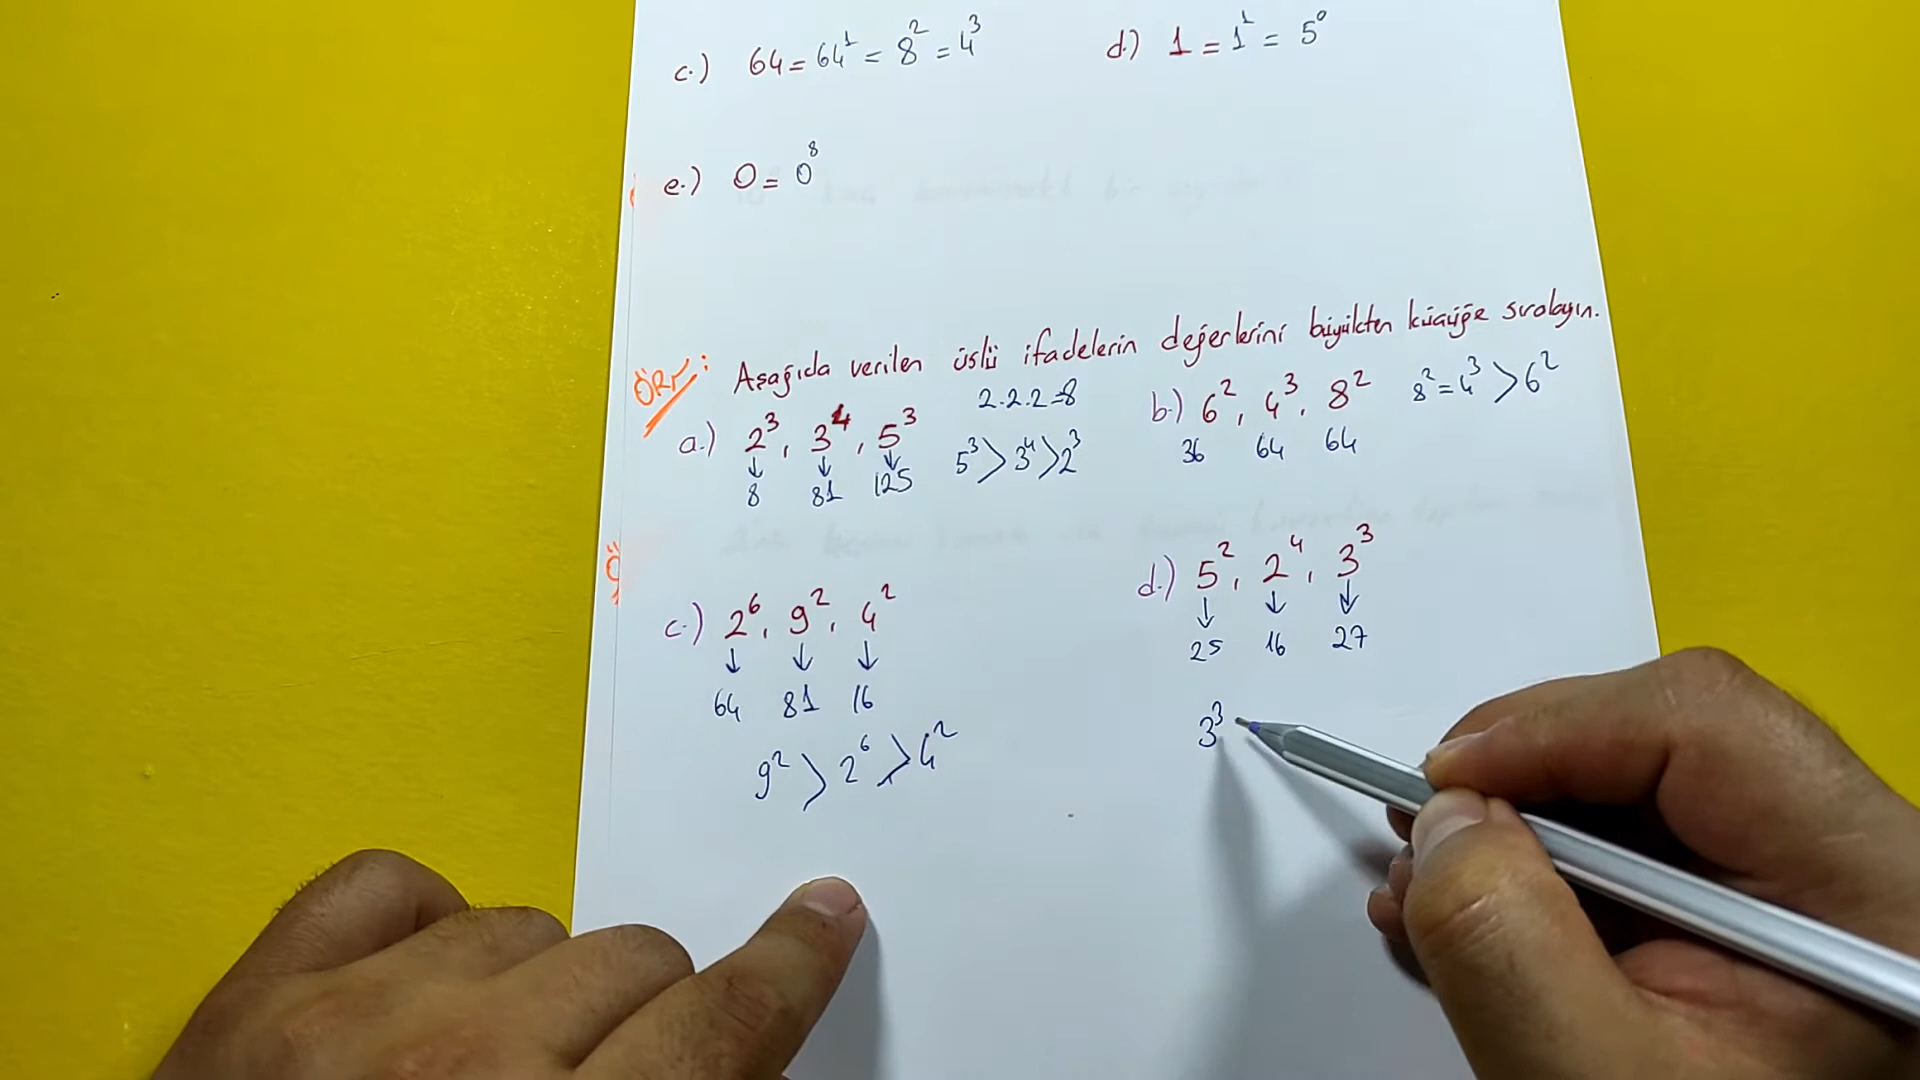 c.) 64 = 64¹ = 8² = 4³
d.) 1 = 1¹ = 5⁰
e.) 0 = 0⁸
ÖRN: Aşağıda verilen üslü ifadelerin değerlerini büyükten küçüğe sıralayın.
a.) 2³, 3⁴, 5³
2.2.2=8
↓ ↓ ↓
8 81 125
5³ > 3⁴ > 2³
b.) 6², 4³, 8²
36 64 64
8² = 4³ > 6²
c.) 2⁶, 9², 4²
↓ ↓ ↓
64 81 16
9² > 2⁶ > 4²
d.) 5², 2⁴, 3³
↓ ↓ ↓
25 16 27
3³